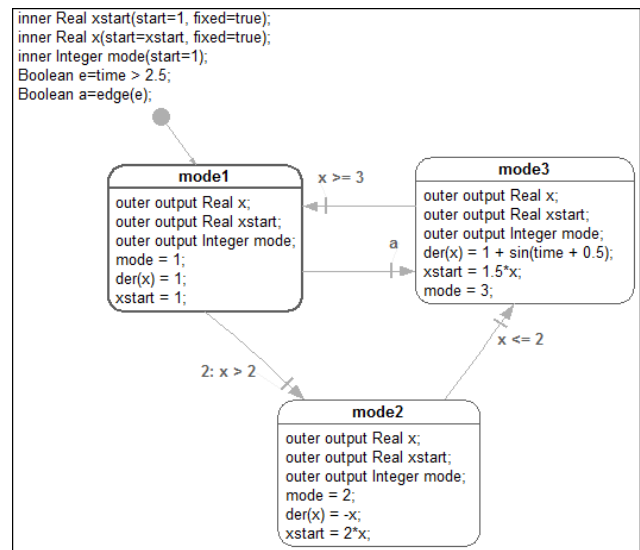 inner Real xstart(start=1, fixed=true);
inner Real x(start=xstart, fixed=true);
inner Integer mode(start=1);
Boolean e=time > 2.5;
Boolean a=edge(e);
mode1
outer output Real x;
outer output Real xstart;
outer output Integer mode;
mode = 1;
der(x) = 1;
xstart = 1;
x >= 3
a
mode3
outer output Real x;
outer output Real xstart;
outer output Integer mode;
der(x) = 1 + sin(time + 0.5);
xstart = 1.5*x;
mode = 3;
2: x > 2
x <= 2
mode2
outer output Real x;
outer output Real xstart;
outer output Integer mode;
mode = 2;
der(x) = -x;
xstart = 2*x;